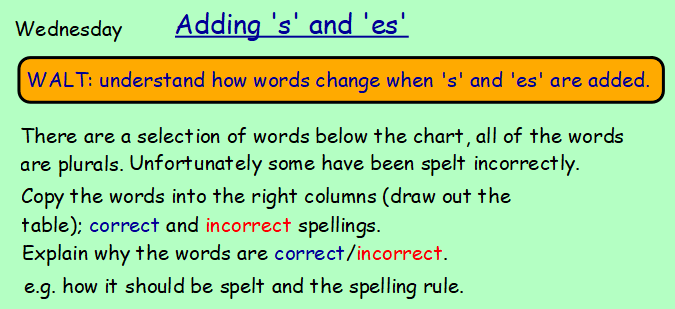 Wednesday Adding 's' and 'es'
WALT: understand how words change when 's' and 'es' are added.
There are a selection of words below the chart, all of the words
are plurals. Unfortunately some have been spelt incorrectly.
Copy the words into the right columns (draw out the
table); correct and incorrect spellings.
Explain why the words are correct/incorrect.
e.g. how it should be spelt and the spelling rule.